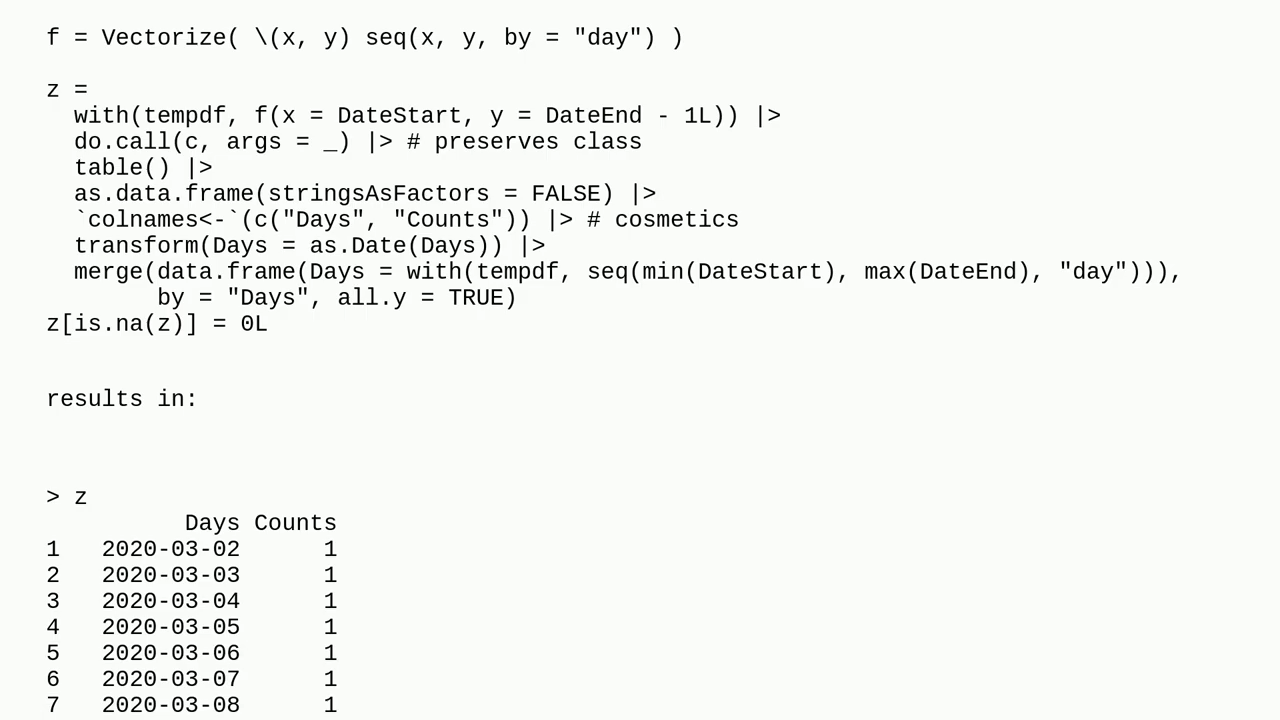 f = Vectorize( \(x, y) seq(x, y, by = "day") )
z =
  with(tempdf, f(x = DateStart, y = DateEnd - 1L)) |>
  do.call(c, args = _) |> # preserves class
  table() |>
  as.data.frame(stringsAsFactors = FALSE) |>
  `colnames<-`(c("Days", "Counts")) |> # cosmetics
  transform(Days = as.Date(Days)) |>
  merge(data.frame(Days = with(tempdf, seq(min(DateStart), max(DateEnd), "day"))),
        by = "Days", all.y = TRUE)
z[is.na(z)] = 0L
results in:
> z
          Days Counts
1   2020-03-02      1
2   2020-03-03      1
3   2020-03-04      1
4   2020-03-05      1
5   2020-03-06      1
6   2020-03-07      1
7   2020-03-08      1